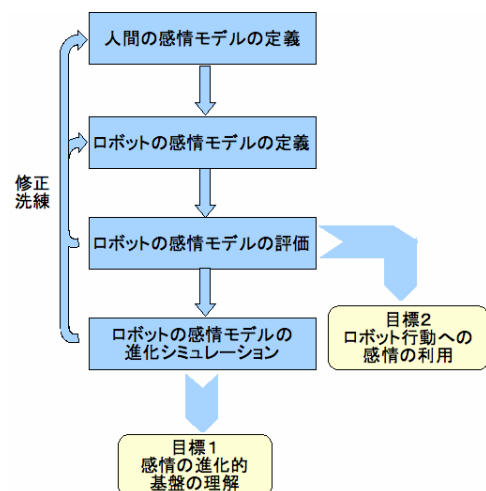 人間の感情モデルの定義
ロボットの感情モデルの定義
修正
洗練
ロボットの感情モデルの評価
ロボットの感情モデルの
進化シミュレーション
目標2
ロボット行動への
感情の利用
目標1
感情の進化的
基盤の理解